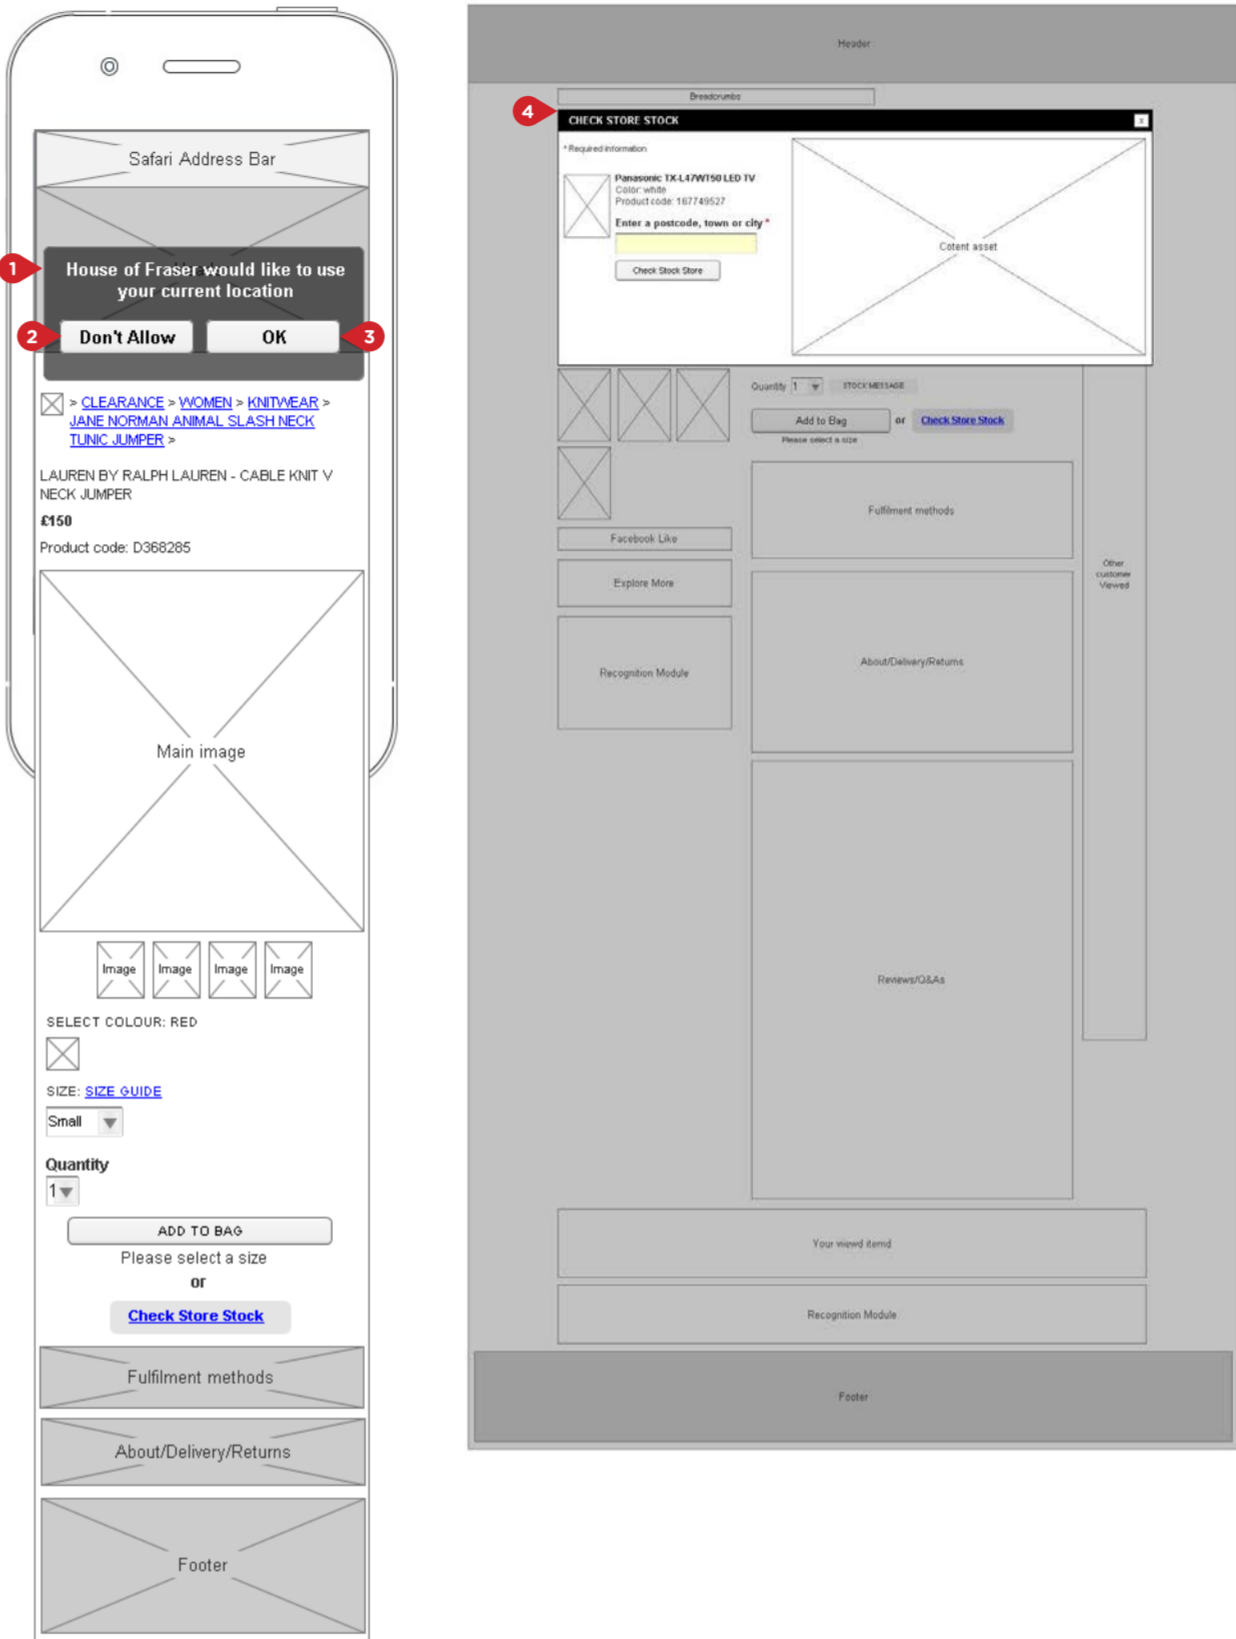 Safari Address Bar
1
House of Fraser would like to use
your current location
2
Don't Allow
OK
3
> CLEARANCE > WOMEN > KNITWEAR >
JANE NORMAN ANIMAL SLASH NECK
TUNIC JUMPER >
LAUREN BY RALPH LAUREN - CABLE KNIT V
NECK JUMPER
£150
Product code: D368285
Main image
Image
Image
Image
Image
SELECT COLOUR: RED
SIZE: SIZE GUIDE
Small
Quantity
1
ADD TO BAG
Please select a size
or
Check Store Stock
Fulfilment methods
About/Delivery/Returns
Footer
Header
Breadcrumbs
4
CHECK STORE STOCK
x
* Required information
Panasonic TX-L47WT50 LED TV
Color: white
Product code: 167749527
Enter a postcode, town or city *
Check Stock Store
Cotent asset
Quantity 1
STOCK MESSAGE
Add to Bag
or
Check Store Stock
Please select a size
Fulfilment methods
Facebook Like
Explore More
Other
customer
Viewed
About/Delivery/Returns
Recognition Module
Reviews/Q&As
Your viewd itemd
Recognition Module
Footer